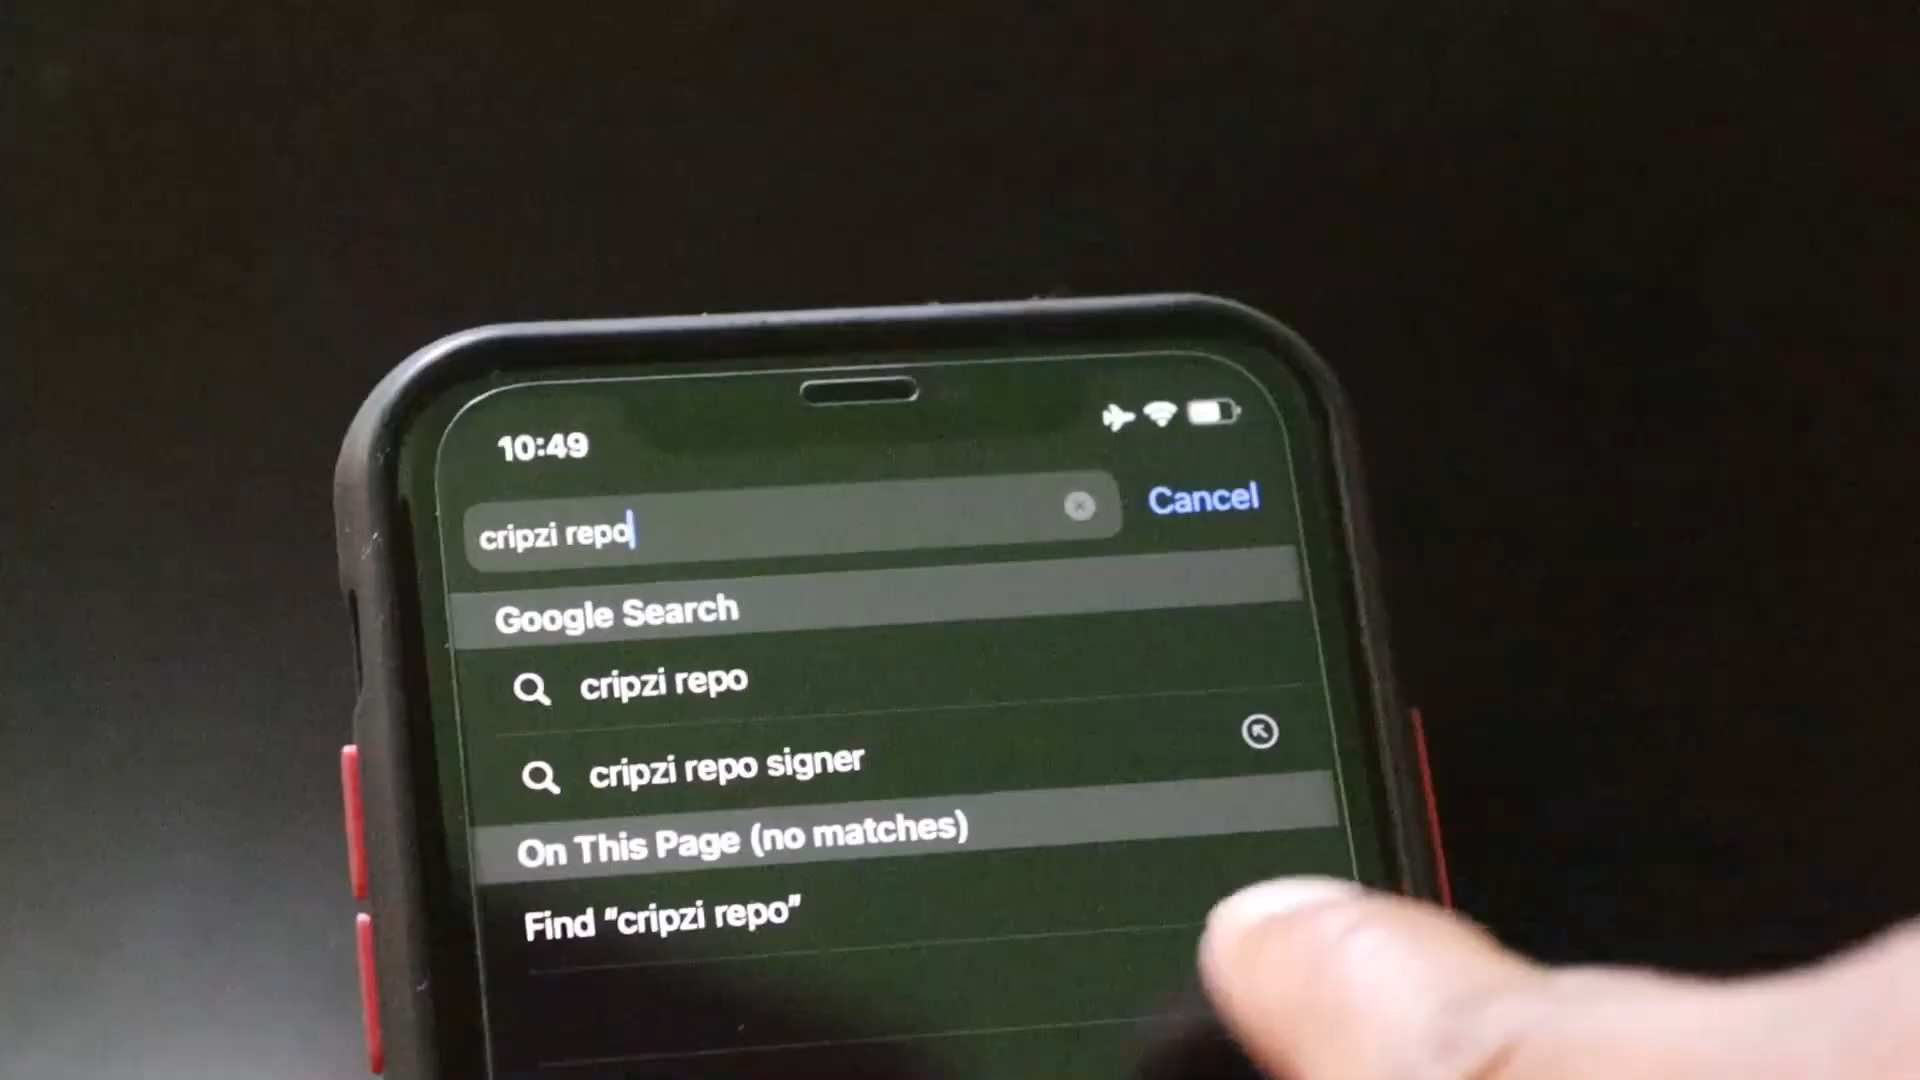 10:49
cripzi repo
Cancel
Google Search
cripzi repo
cripzi repo signer
On This Page (no matches)
Find “cripzi repo”